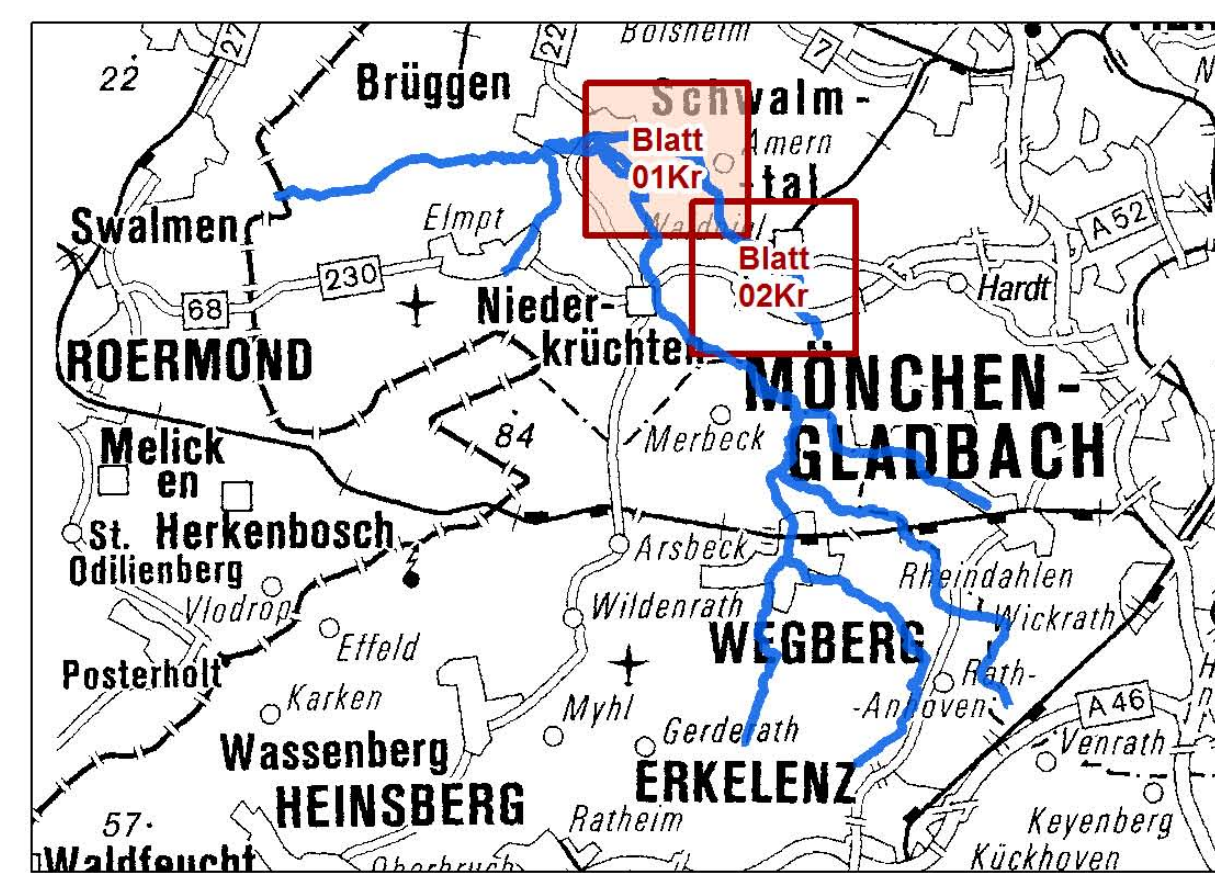 Bolsheim
27
22
7
22
Brüggen
Schwalm-
Blatt
01Kr
Amern
-tal
Swalmen
Elmpt
Waldniel
A 52
Blatt
02Kr
230
68
Hardt
Nieder-
krüchten
ROERMOND
MÖNCHEN-
GLADBACH
84
Merbeck
Melick
en
St. Herkenbosch
Odilienberg
Arsbeck
Vlodrop
Rheindahlen
Wildenrath
Wickrath
Effeld
WEGBERG
Posterholt
Rath-
-Anhoven
Karken
Myhl
A 46
Gerderath
Venrath
Wassenberg
ERKELENZ
HEINSBERG
57
Ratheim
Keyenberg
Kückhoven
Waldfeucht
Oberbruch